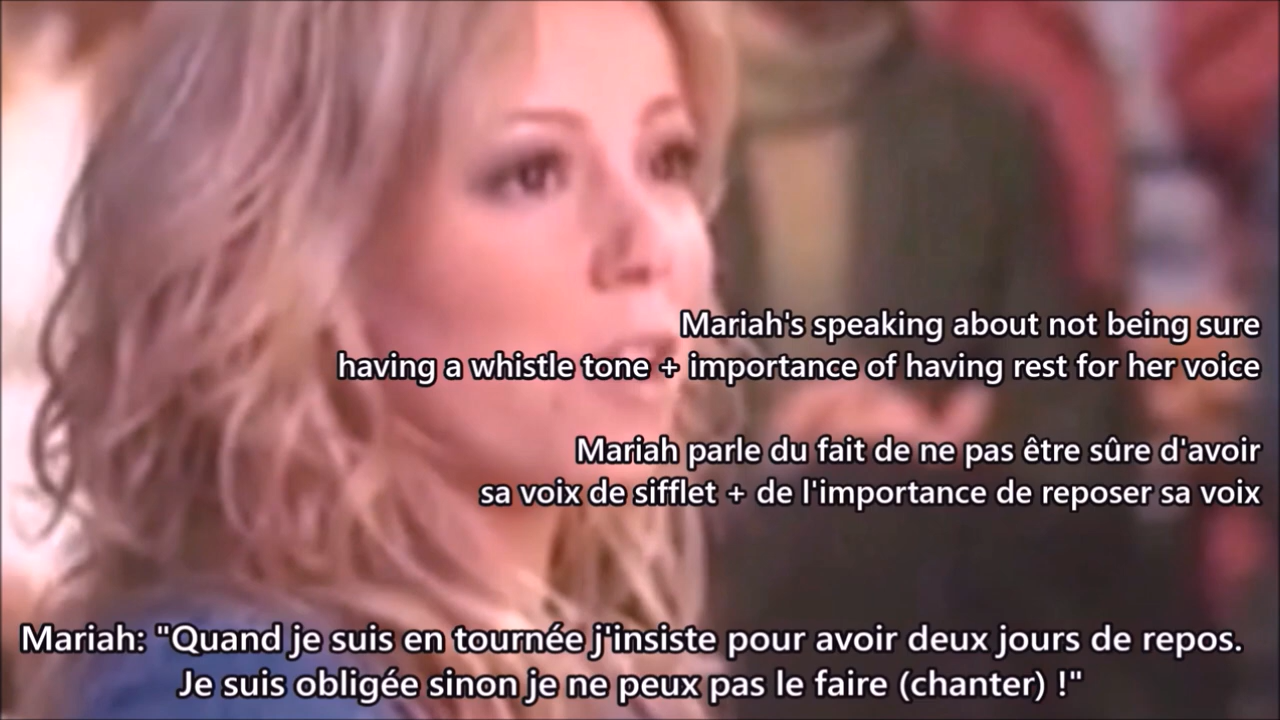 Mariah's speaking about not being sure
having a whistle tone + importance of having rest for her voice
Mariah parle du fait de ne pas être sûre d'avoir
sa voix de sifflet + de l'importance de reposer sa voix
Mariah: "Quand je suis en tournée j'insiste pour avoir deux jours de repos.
Je suis obligée sinon je ne peux pas le faire (chanter) !"